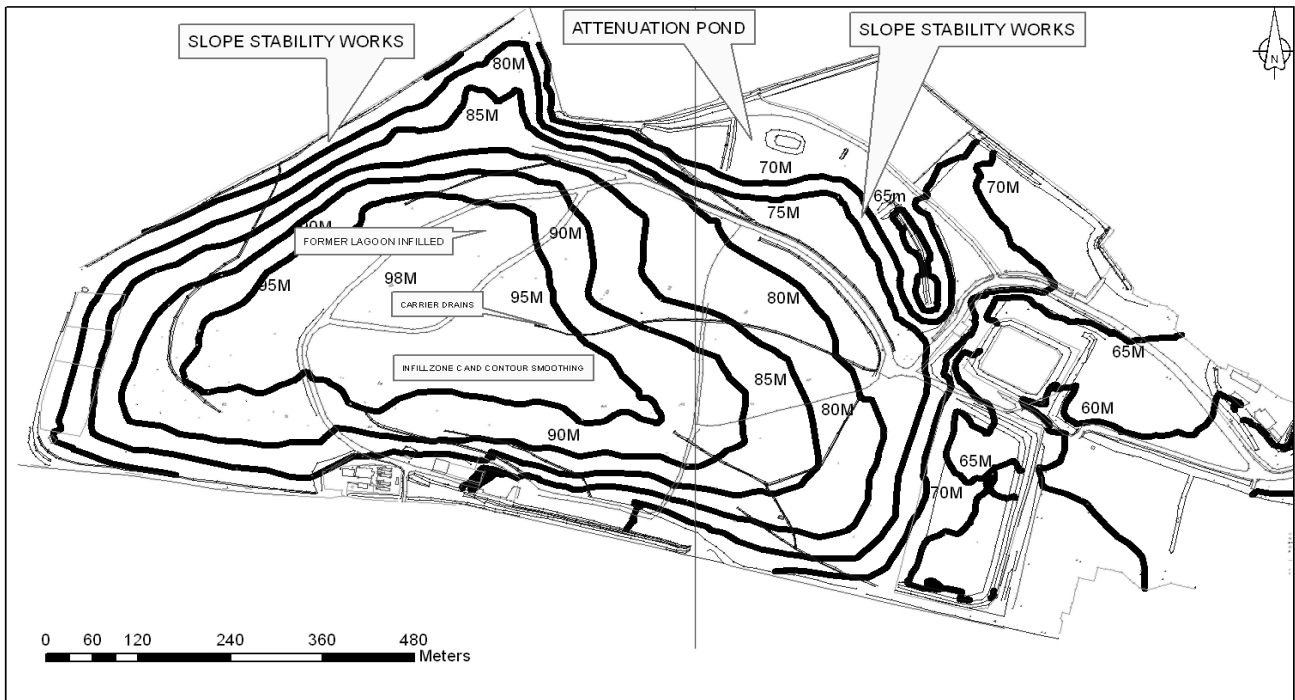 SLOPE STABILITY WORKS
ATTENUATION POND
SLOPE STABILITY WORKS
N
80M
85M
70M
65m
70M
75M
90M
FORMER LAGOON INFILLED
90M
95M
98M
95M
CARRIER DRAINS
80M
65M
INFILLZONE C AND CONTOUR SMOOTHING
85M
80M
60M
90M
65M
70M
0 60 120 240 360 480
Meters